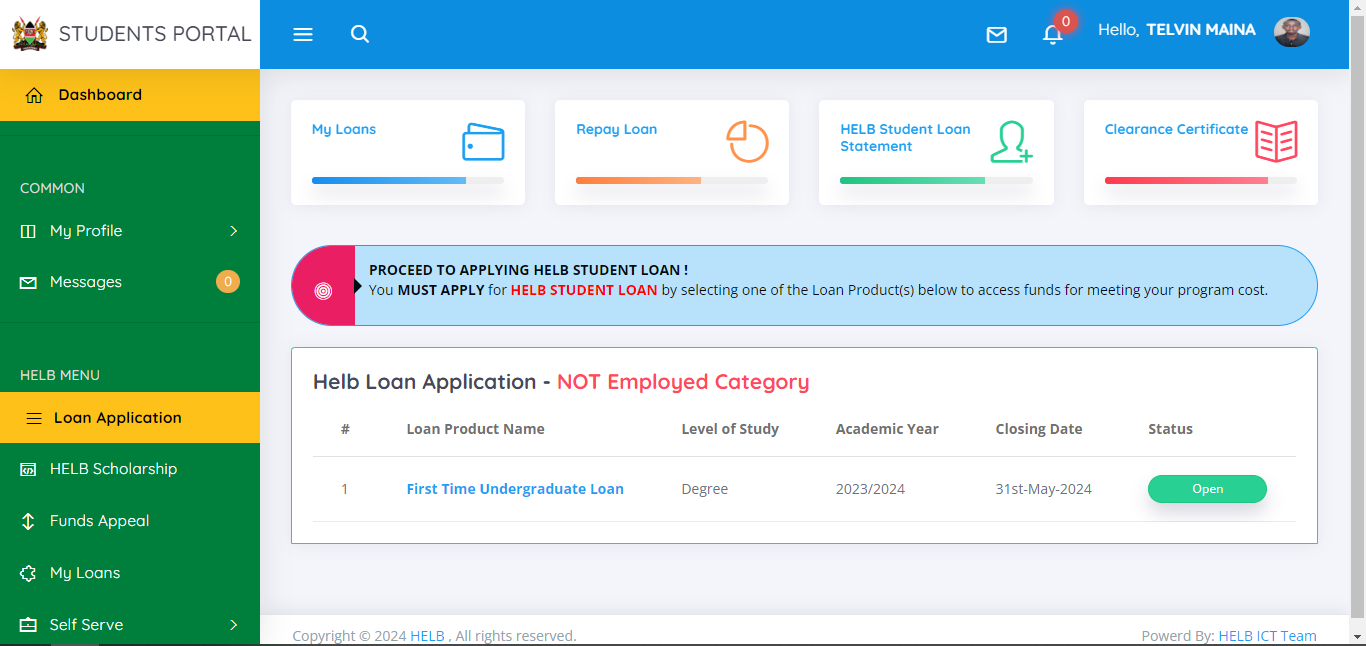 STUDENTS PORTAL
0
Hello, TELVIN MAINA
Dashboard
COMMON
My Profile
Messages
0
HELB MENU
Loan Application
HELB Scholarship
Funds Appeal
My Loans
Self Serve
My Loans
Repay Loan
HELB Student Loan
Statement
Clearance Certificate
PROCEED TO APPLYING HELB STUDENT LOAN !
You MUST APPLY for HELB STUDENT LOAN by selecting one of the Loan Product(s) below to access funds for meeting your program cost.
Helb Loan Application - NOT Employed Category
# Loan Product Name Level of Study Academic Year Closing Date Status
1 First Time Undergraduate Loan Degree 2023/2024 31st-May-2024 Open
Copyright © 2024 HELB , All rights reserved.
Powerd By: HELB ICT Team